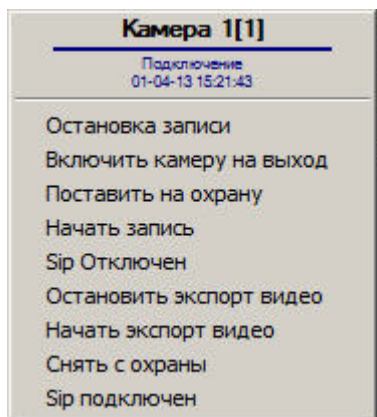 Камера 1[1]
Подключение
01-04-13 15:21:43
Остановка записи
Включить камеру на выход
Поставить на охрану
Начать запись
Sip Отключен
Остановить экспорт видео
Начать экспорт видео
Снять с охраны
Sip подключен